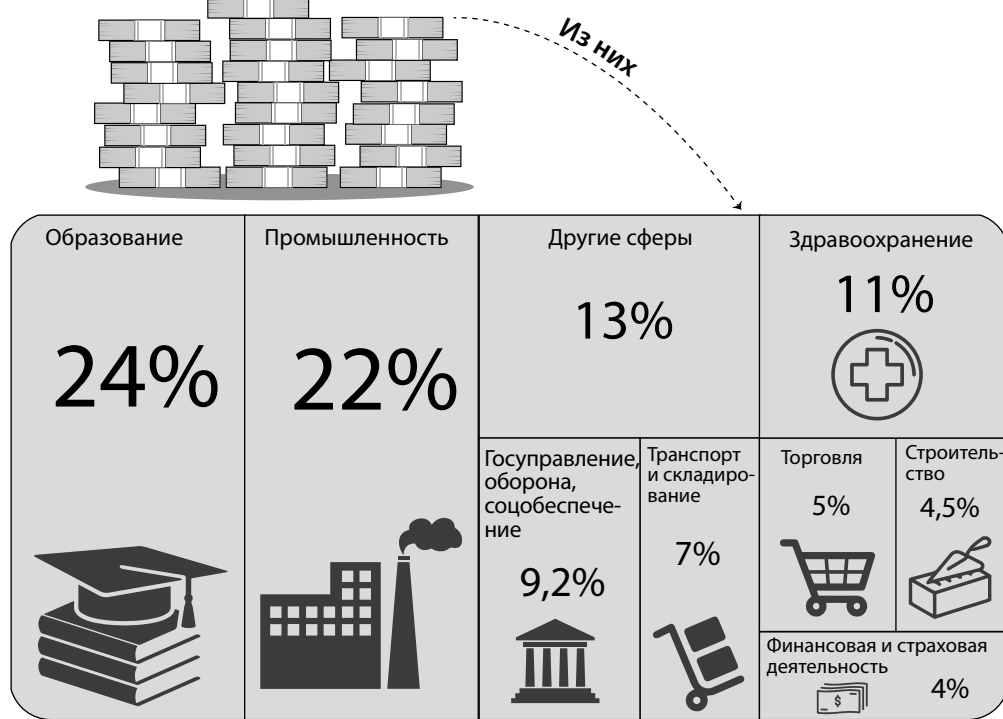 Из них
Образование
24%
Промышленность
22%
Другие сферы
13%
Здравоохранение
11%
Госуправление,
оборона,
соцобеспече-
ние
9,2%
Транспорт
и складиро-
вание
7%
Торговля
5%
Строитель-
ство
4,5%
Финансовая и страховая
деятельность
4%
$